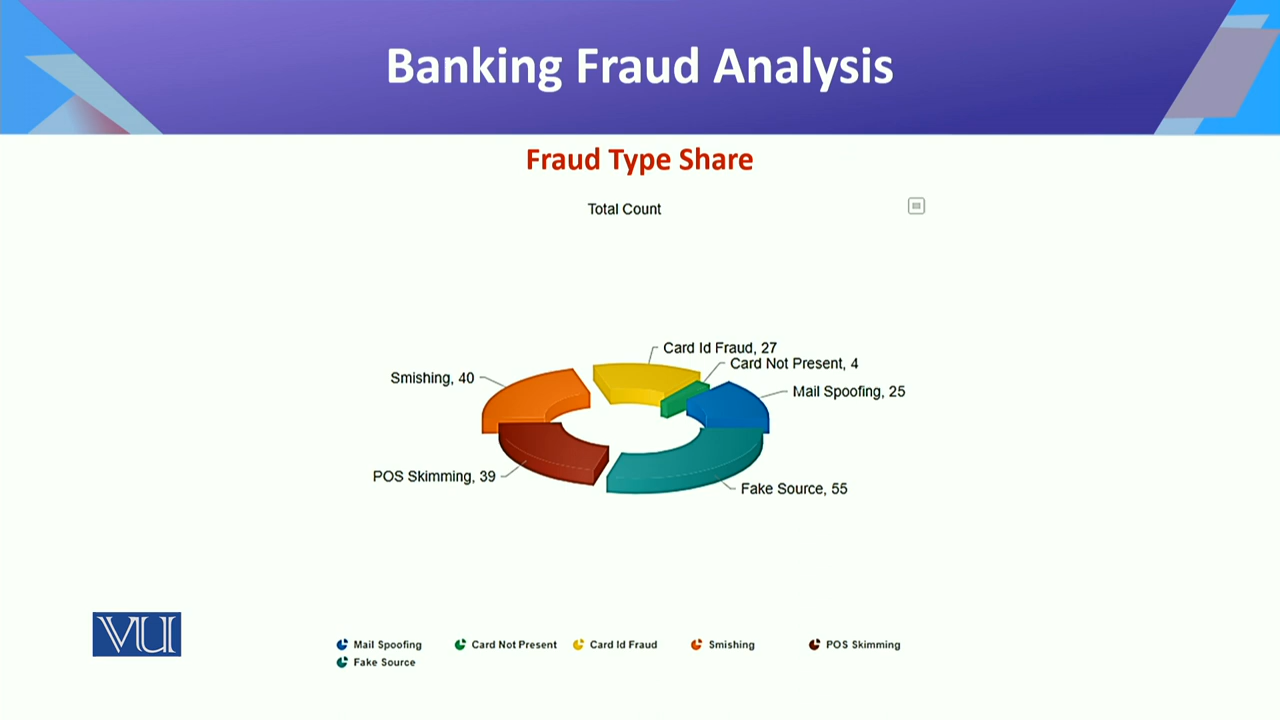 Banking Fraud Analysis
Fraud Type Share
Total Count
Card Id Fraud, 27
Card Not Present, 4
Smishing, 40
Mail Spoofing, 25
POS Skimming, 39
Fake Source, 55
VU
Mail Spoofing Card Not Present Card Id Fraud Smishing POS Skimming
Fake Source